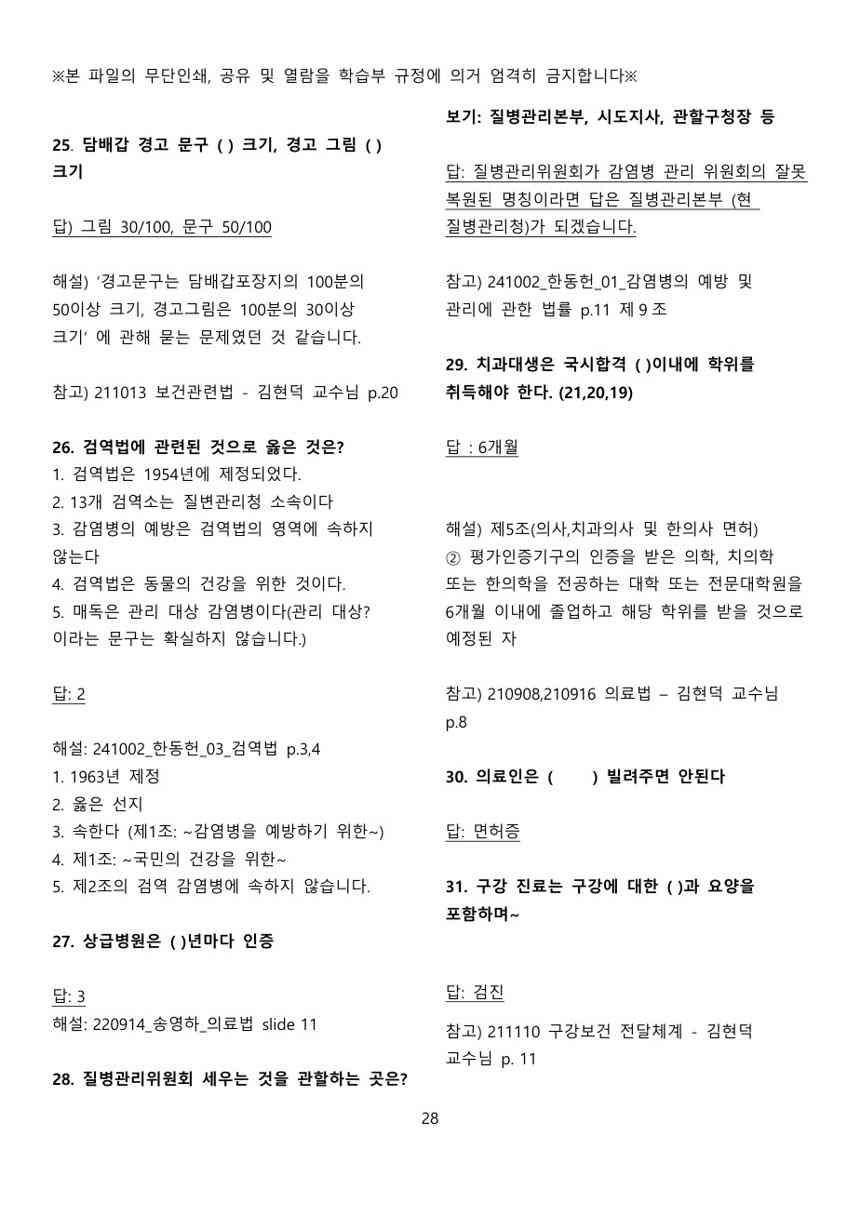 ※본 파일의 무단인쇄, 공유 및 열람을 학습부 규정에 의거 엄격히 금지합니다※
25. 담배갑 경고 문구 ( ) 크기, 경고 그림 ( )
크기
답) 그림 30/100, 문구 50/100
해설) '경고문구는 담배갑포장지의 100분의
50이상 크기, 경고그림은 100분의 30이상
크기' 에 관해 묻는 문제였던 것 같습니다.
참고) 211013 보건관련법 - 김현덕 교수님 p.20
26. 검역법에 관련된 것으로 옳은 것은?
1. 검역법은 1954년에 제정되었다.
2. 13개 검역소는 질변관리청 소속이다
3. 감염병의 예방은 검역법의 영역에 속하지
않는다
4. 검역법은 동물의 건강을 위한 것이다.
5. 매독은 관리 대상 감염병이다(관리 대상?
이라는 문구는 확실하지 않습니다.)
답: 2
해설: 241002_한동헌_03_검역법 p.3,4
1. 1963년 제정
2. 옳은 선지
3. 속한다 (제1조: ~감염병을 예방하기 위한~)
4. 제1조: ~국민의 건강을 위한~
5. 제2조의 검역 감염병에 속하지 않습니다.
27. 상급병원은 ( )년마다 인증
답: 3
해설: 220914_송영하_의료법 slide 11
28. 질병관리위원회 세우는 것을 관할하는 곳은?
보기: 질병관리본부, 시도지사, 관할구청장 등
답: 질병관리위원회가 감염병 관리 위원회의 잘못
복원된 명칭이라면 답은 질병관리본부 (현
질병관리청)가 되겠습니다.
참고) 241002_한동헌_01_감염병의 예방 및
관리에 관한 법률 p.11 제 9 조
29. 치과대생은 국시합격 ( )이내에 학위를
취득해야 한다. (21,20,19)
답 : 6개월
해설) 제5조(의사,치과의사 및 한의사 면허)
② 평가인증기구의 인증을 받은 의학, 치의학
또는 한의학을 전공하는 대학 또는 전문대학원을
6개월 이내에 졸업하고 해당 학위를 받을 것으로
예정된 자
참고) 210908,210916 의료법 – 김현덕 교수님
p.8
30. 의료인은 ( ) 빌려주면 안된다
답: 면허증
31. 구강 진료는 구강에 대한 ( )과 요양을
포함하며~
답: 검진
참고) 211110 구강보건 전달체계 - 김현덕
교수님 p. 11
28